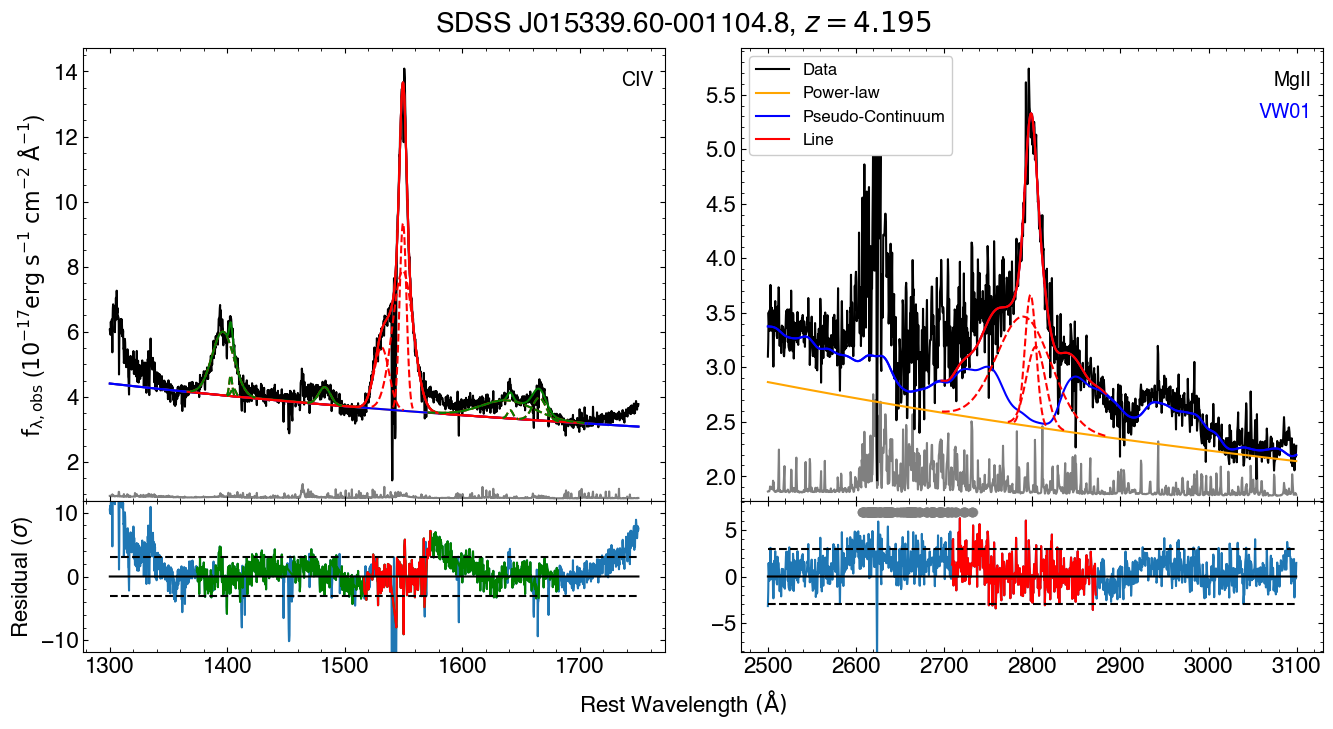 SDSS J015339.60-001104.8, z = 4.195
CIV
14
12
10
8
6
4
2
f_λ, obs (10⁻¹⁷erg s⁻¹ cm⁻² Å⁻¹)
Data
Power-law
Pseudo-Continuum
Line
MgII
VW01
5.5
5.0
4.5
4.0
3.5
3.0
2.5
2.0
10
0
−10
Residual (σ)
5
0
−5
1300 1400 1500 1600 1700
2500 2600 2700 2800 2900 3000 3100
Rest Wavelength (Å)